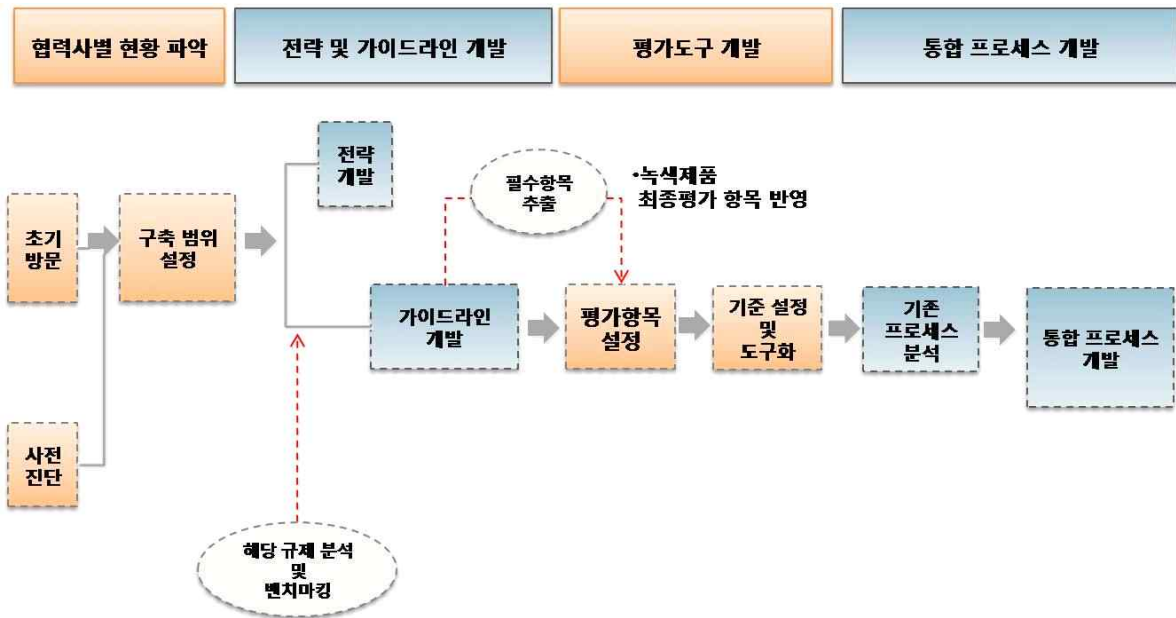 협력사별 현황 파악
전략 및 가이드라인 개발
평가도구 개발
통합 프로세스 개발
전략
개발
필수항목
추출
•녹색제품
최종평가 항목 반영
초기
방문
구축 범위
설정
가이드라인
개발
평가항목
설정
기준 설정
및
도구화
기존
프로세스
분석
통합 프로세스
개발
사전
진단
해당 규제 분석
및
벤치마킹